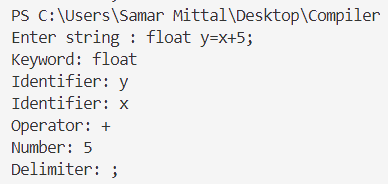 PS C:\Users\Samar Mittal\Desktop\Compiler
Enter string : float y=x+5;
Keyword: float
Identifier: y
Identifier: x
Operator: +
Number: 5
Delimiter: ;